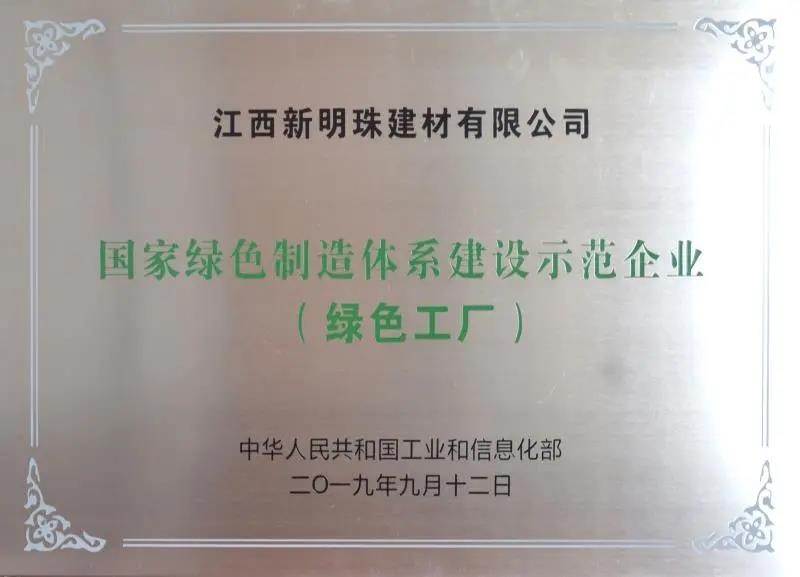 江西新明珠建材有限公司
国家绿色制造体系建设示范企业
（绿色工厂）
中华人民共和国工业和信息化部
二〇一九年九月十二日